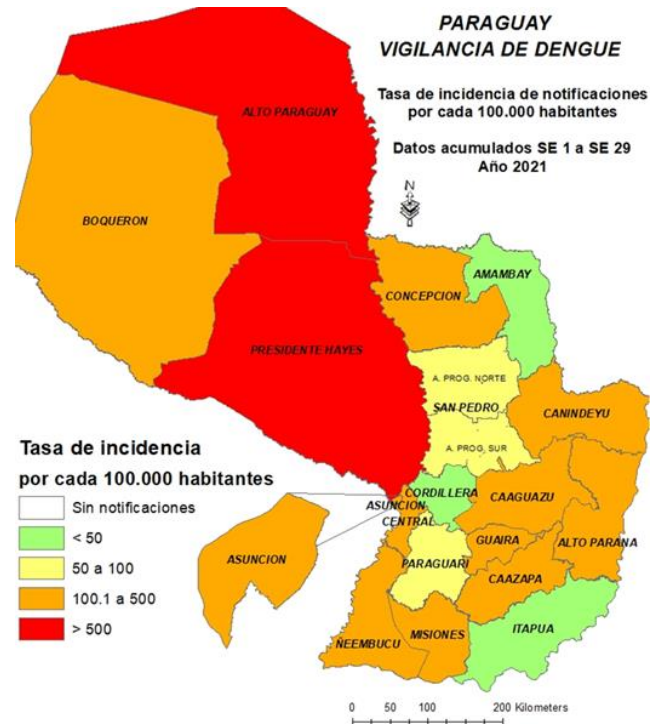 PARAGUAY
VIGILANCIA DE DENGUE
Tasa de incidencia de notificaciones
por cada 100.000 habitantes
Datos acumulados SE 1 a SE 29
Año 2021
N
ALTO PARAGUAY
BOQUERON
AMAMBAY
CONCEPCION
PRESIDENTE HAYES
A. PROG. NORTE
SAN PEDRO
CANINDEYU
A. PROG. SUR
CORDILLERA
ASUNCION
CAAGUAZU
CENTRAL
GUAIRA
ALTO PARANA
PARAGUARI
CAAZAPA
ASUNCION
ÑEEMBUCU
MISIONES
ITAPUA
Tasa de incidencia
por cada 100.000 habitantes
Sin notificaciones
< 50
50 a 100
100.1 a 500
> 500
0 50 100 200 Kilometers